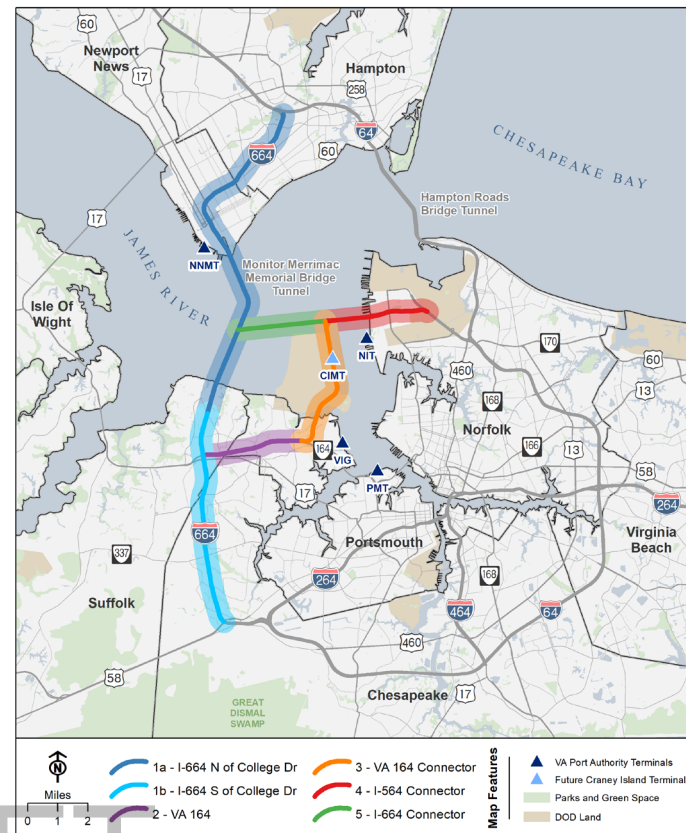 60
Newport
News
17
Hampton
258
64
60
664
CHESAPEAKE BAY
Hampton Roads
Bridge Tunnel
17
JAMES RIVER
NNMT
Monitor Merrimac
Memorial Bridge
Tunnel
Isle Of
Wight
NIT
170
CIMT
460
60
13
168
Norfolk
164
VIG
166
13
17
PMT
58
264
Virginia
Beach
664
Portsmouth
337
264
168
Suffolk
464
64
460
58
Chesapeake
17
GREAT
DISMAL
SWAMP
N
Miles
0 1 2
1a - I-664 N of College Dr
1b - I-664 S of College Dr
2 - VA 164
3 - VA 164 Connector
4 - I-564 Connector
5 - I-664 Connector
Map Features
VA Port Authority Terminals
Future Craney Island Terminal
Parks and Green Space
DOD Land